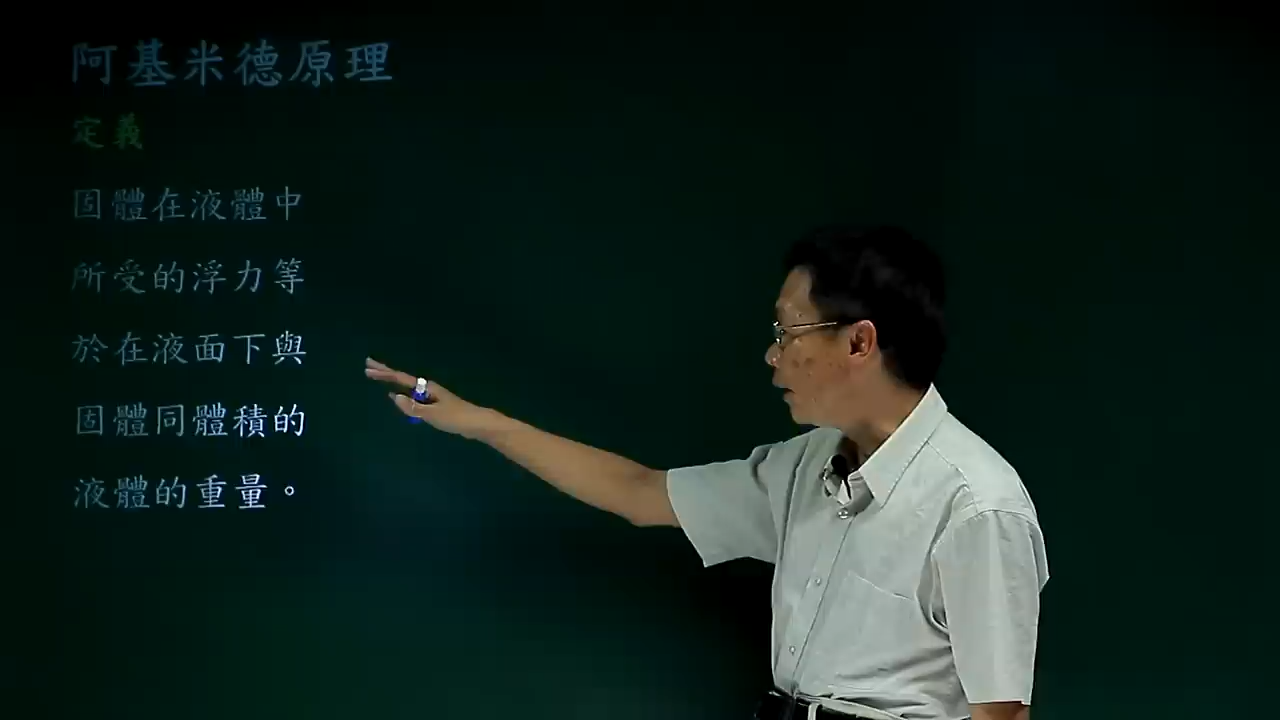 阿基米德原理
定義
固體在液體中
所受的浮力等
於在液面下與
固體同體積的
液體的重量。